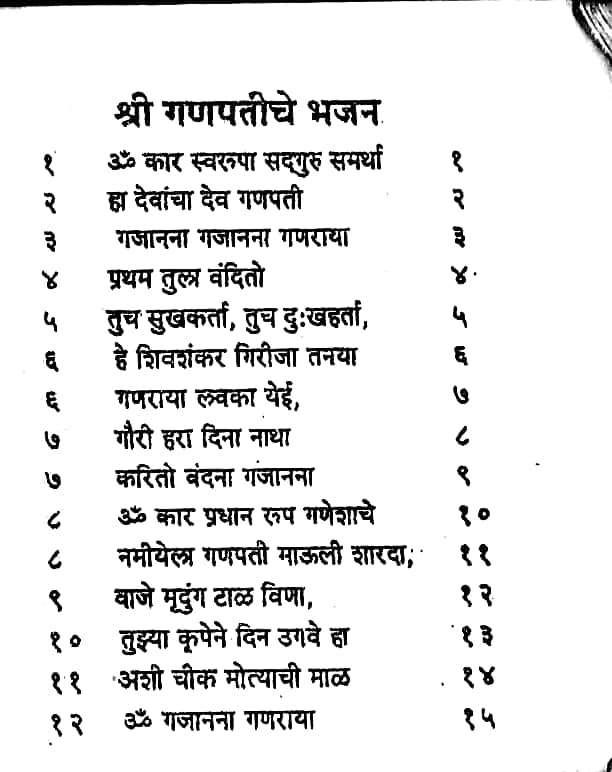 श्री गणपतीचे भजन
१ ॐ कार स्वरुपा सद्‌गुरु समर्था १
२ हा देवांचा देव गणपती २
३ गजानना गजानना गणराया ३
४ प्रथम तुला वंदितो ४
५ तुच सुखकर्ता, तुच दुःखहर्ता, ५
६ हे शिवशंकर गिरीजा तनया ६
६ गणराया लवका येई, ७
७ गौरी हरा दिना नाथा ८
७ करितो वंदना गजानना ९
८ ॐ कार प्रधान रुप गणेशाचे १०
८ नमीयेला गणपती माऊली शारदा, ११
९ वाजे मृदुंग टाळ विणा, १२
१० तुझ्या कृपेने दिन उगवे हा १३
११ अशी चीक मोत्याची माळ १४
१२ ॐ गजानना गणराया १५